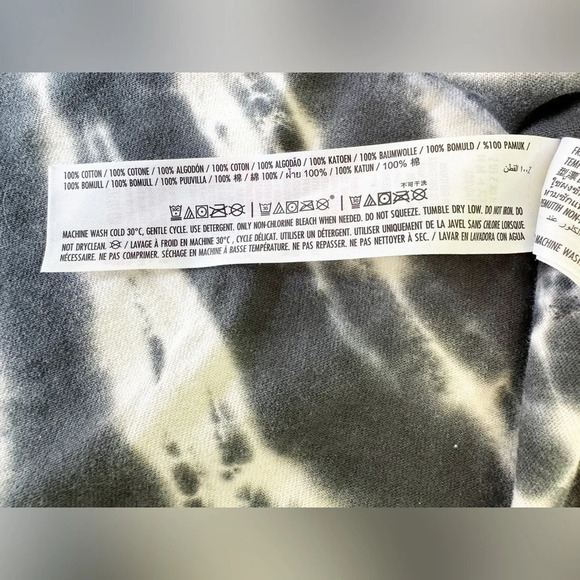 100% COTTON / 100% COTONE / 100% ALGODÓN / 100% COTON / 100% ALGODÃO / 100% KATOEN / 100% BAUMWOLLE / 100% BOMULD / %100 PAMUK /
100% BOMULL / 100% BOMULL / 100% PUUVILLA / 100% 棉 / 綿 100% / ฝ้าย 100% / 100% KATUN / 100% 棉
القطن
不可干洗
MACHINE WASH COLD 30°C, GENTLE CYCLE. USE DETERGENT. ONLY NON-CHLORINE BLEACH WHEN NEEDED. DO NOT SQUEEZE. TUMBLE DRY LOW. DO NOT IRON. DO
NOT DRYCLEAN. / LAVAGE À FROID EN MACHINE 30°C, CYCLE DÉLICAT. UTILISER UN DÉTERGENT. UTILISER UNIQUEMENT DE LA JAVEL SANS CHLORE LORSQUE
NÉCESSAIRE. NE PAS COMPRIMER. SÉCHAGE EN MACHINE À BASSE TEMPÉRATURE. NE PAS REPASSER. NE PAS NETTOYER À SEC. / LAVAR EN LAVADORA CON AGUA
MACHINE WASH